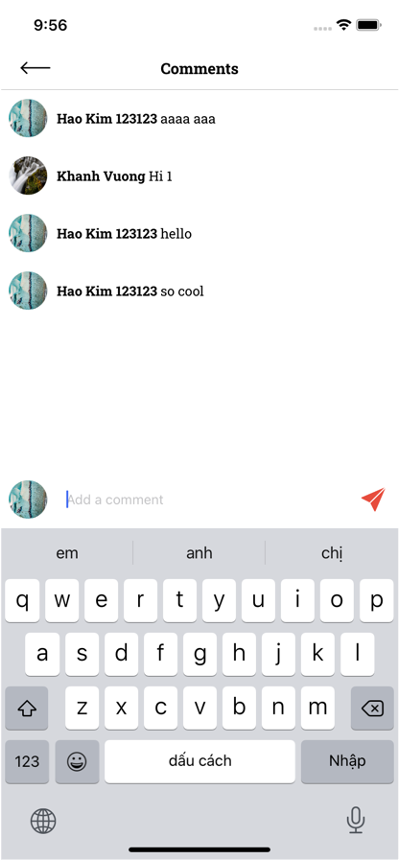 9:56
Comments
Hao Kim 123123 aaaa aaa
Khanh Vuong Hi 1
Hao Kim 123123 hello
Hao Kim 123123 so cool
Add a comment
em anh chị
q w e r t y u i o p
a s d f g h j k l
z x c v b n m
123 dấu cách Nhập